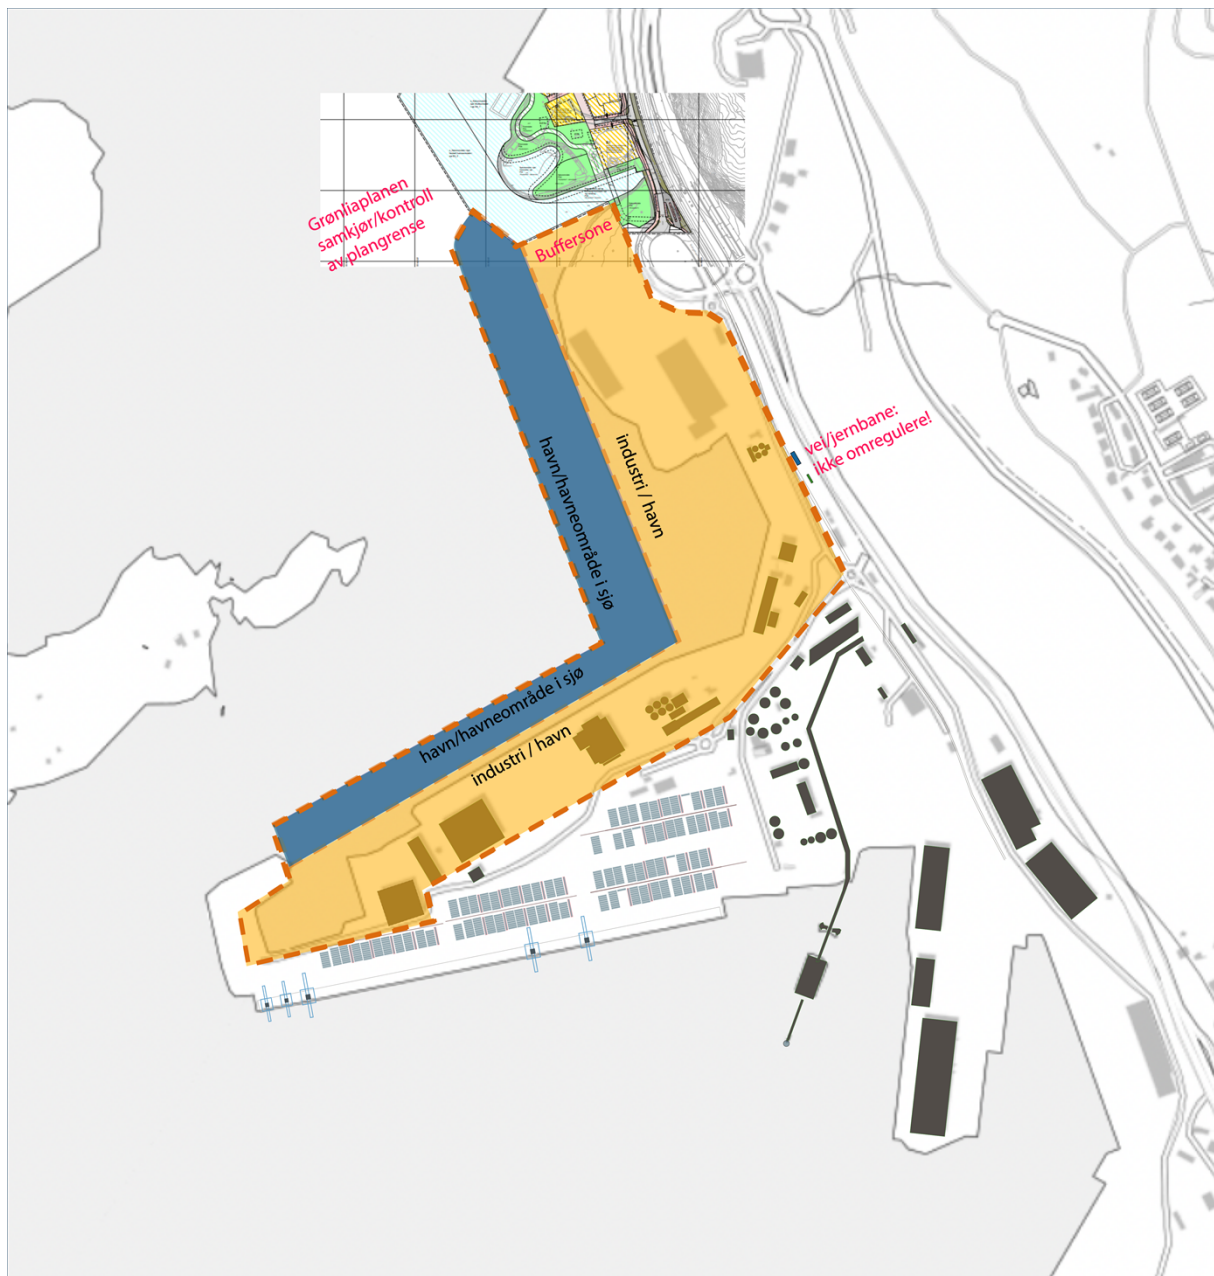 Grønliaplanen
samkjør/kontroll
av plangrense
Buffersone
vei/jernbane:
ikke omregulere!
havn/havneområde i sjø
industri / havn
havn/havneområde i sjø
industri / havn